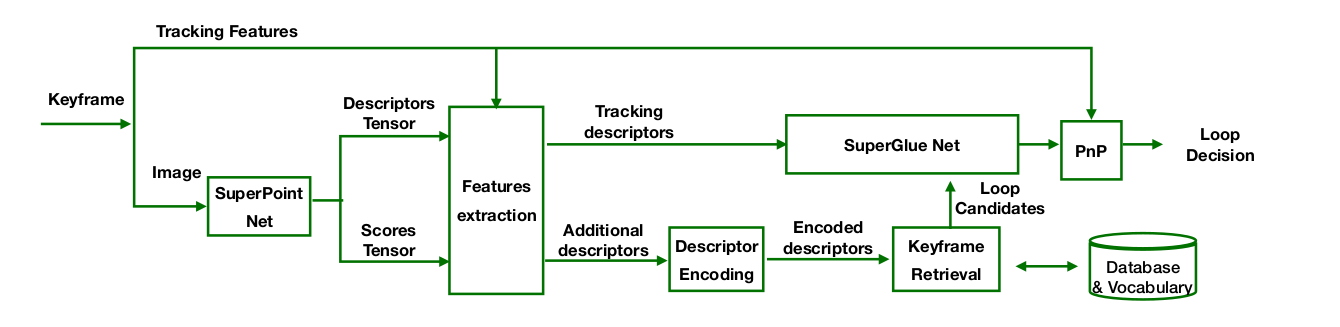 Tracking Features
Keyframe
Image
SuperPoint
Net
Descriptors
Tensor
Scores
Tensor
Features
extraction
Tracking
descriptors
Additional
descriptors
Descriptor
Encoding
Encoded
descriptors
SuperGlue Net
Loop
Candidates
Keyframe
Retrieval
PnP
Loop
Decision
Database
& Vocabulary